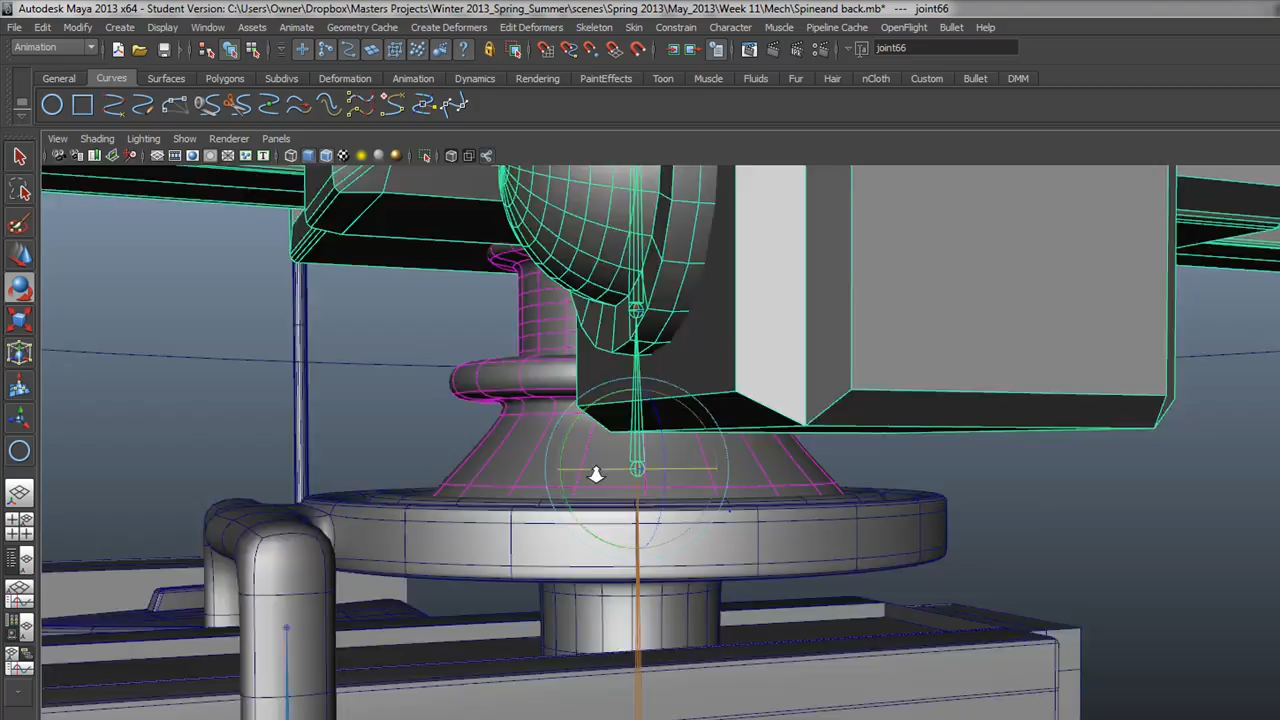 Autodesk Maya 2013 x64 - Student Version: C:\Users\Owner\Dropbox\Masters Projects\Winter 2013_Spring_Summer\scenes\Spring 2013\May_2013\Week 11\Mech\Spineand back.mb* --- joint66
File Edit Modify Create Display Window Assets Animate Geometry Cache Create Deformers Edit Deformers Skeleton Skin Constrain Character Muscle Pipeline Cache OpenFlight Bullet Help
Animation joint66
General Curves Surfaces Polygons Subdivs Deformation Animation Dynamics Rendering PaintEffects Toon Muscle Fluids Fur Hair nCloth Custom Bullet DMM
View Shading Lighting Show Renderer Panels